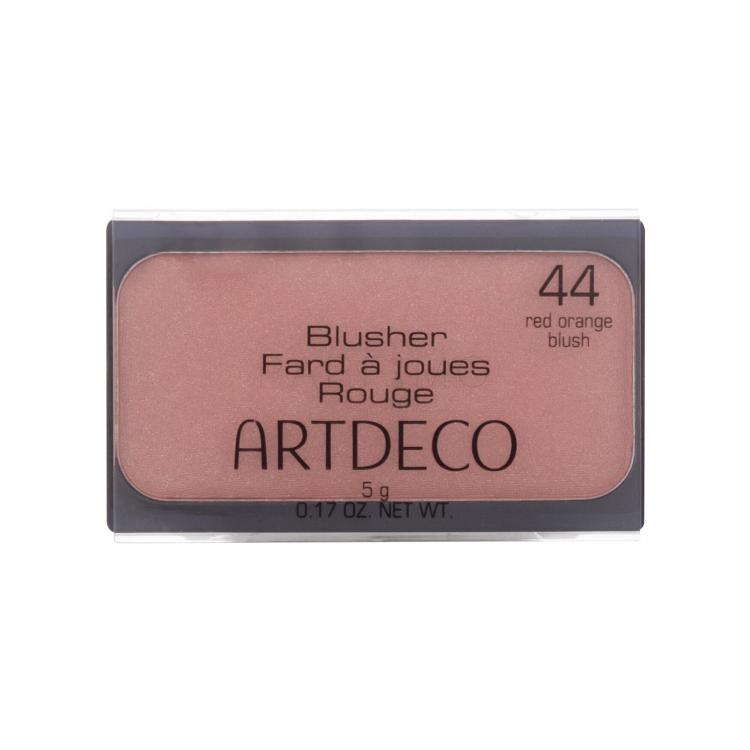 44
red orange
blush
Blusher
Fard à joues
Rouge
ARTDECO
5 g
0.17 OZ. NET WT.